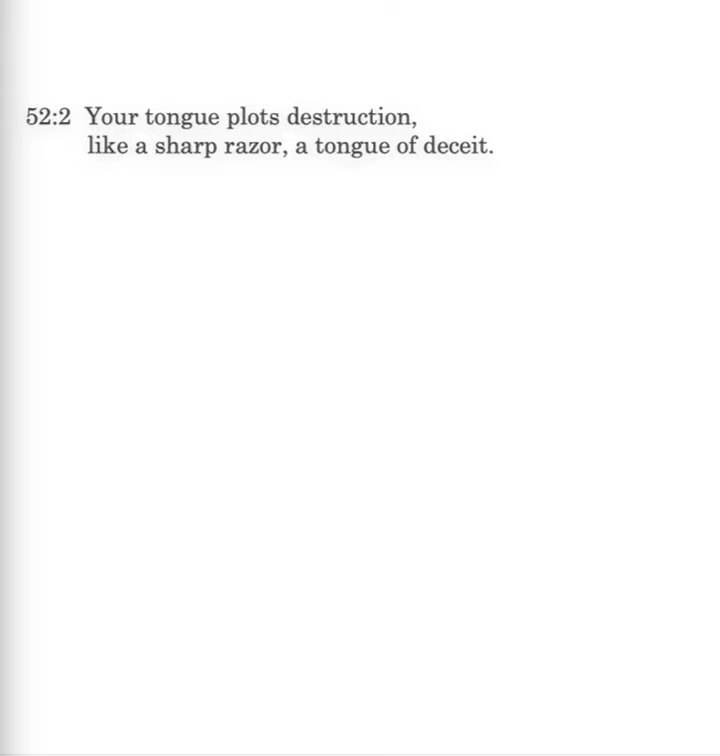 52:2 Your tongue plots destruction,
like a sharp razor, a tongue of deceit.